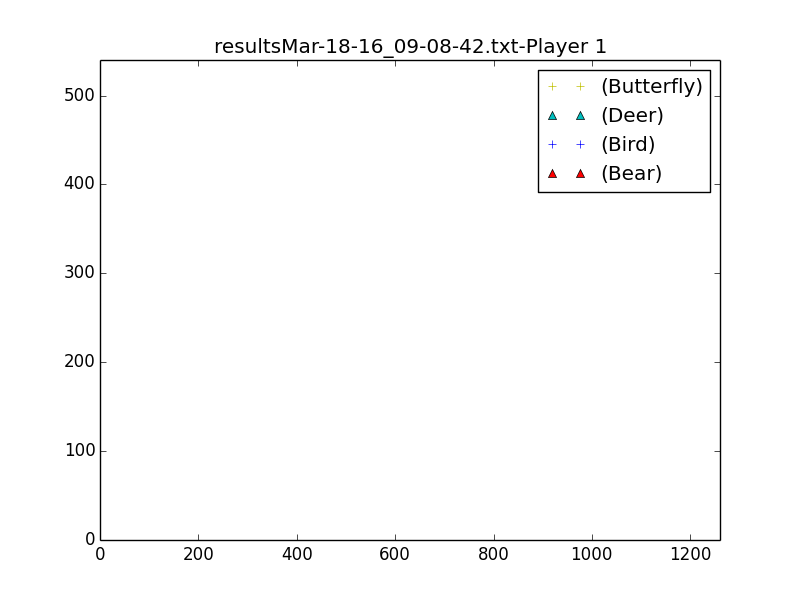 resultsMar-18-16_09-08-42.txt-Player 1
(Butterfly)
(Deer)
(Bird)
(Bear)
500
400
300
200
100
0
0 200 400 600 800 1000 1200